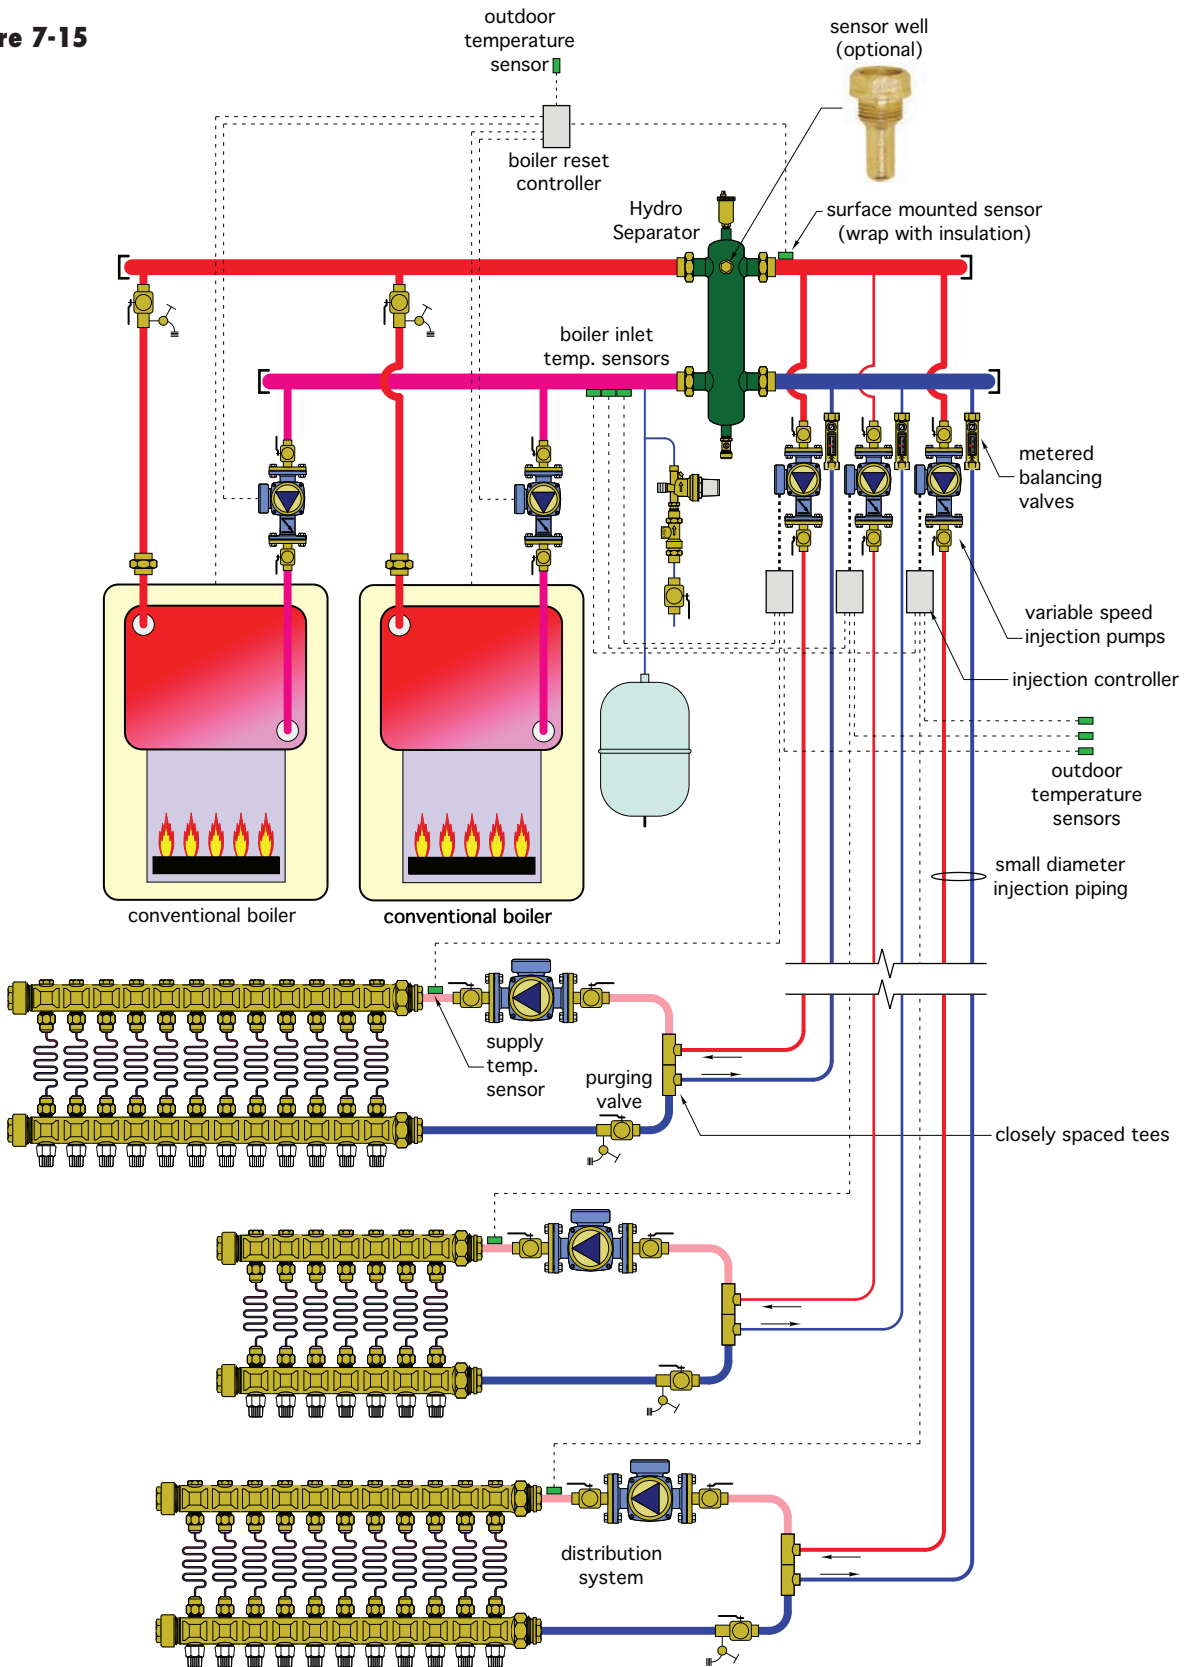 re 7-15
outdoor
temperature
sensor
sensor well
(optional)
boiler reset
controller
Hydro
Separator
surface mounted sensor
(wrap with insulation)
boiler inlet
temp. sensors
metered
balancing
valves
variable speed
injection pumps
injection controller
outdoor
temperature
sensors
small diameter
injection piping
conventional boiler
conventional boiler
supply
temp.
sensor
purging
valve
closely spaced tees
distribution
system